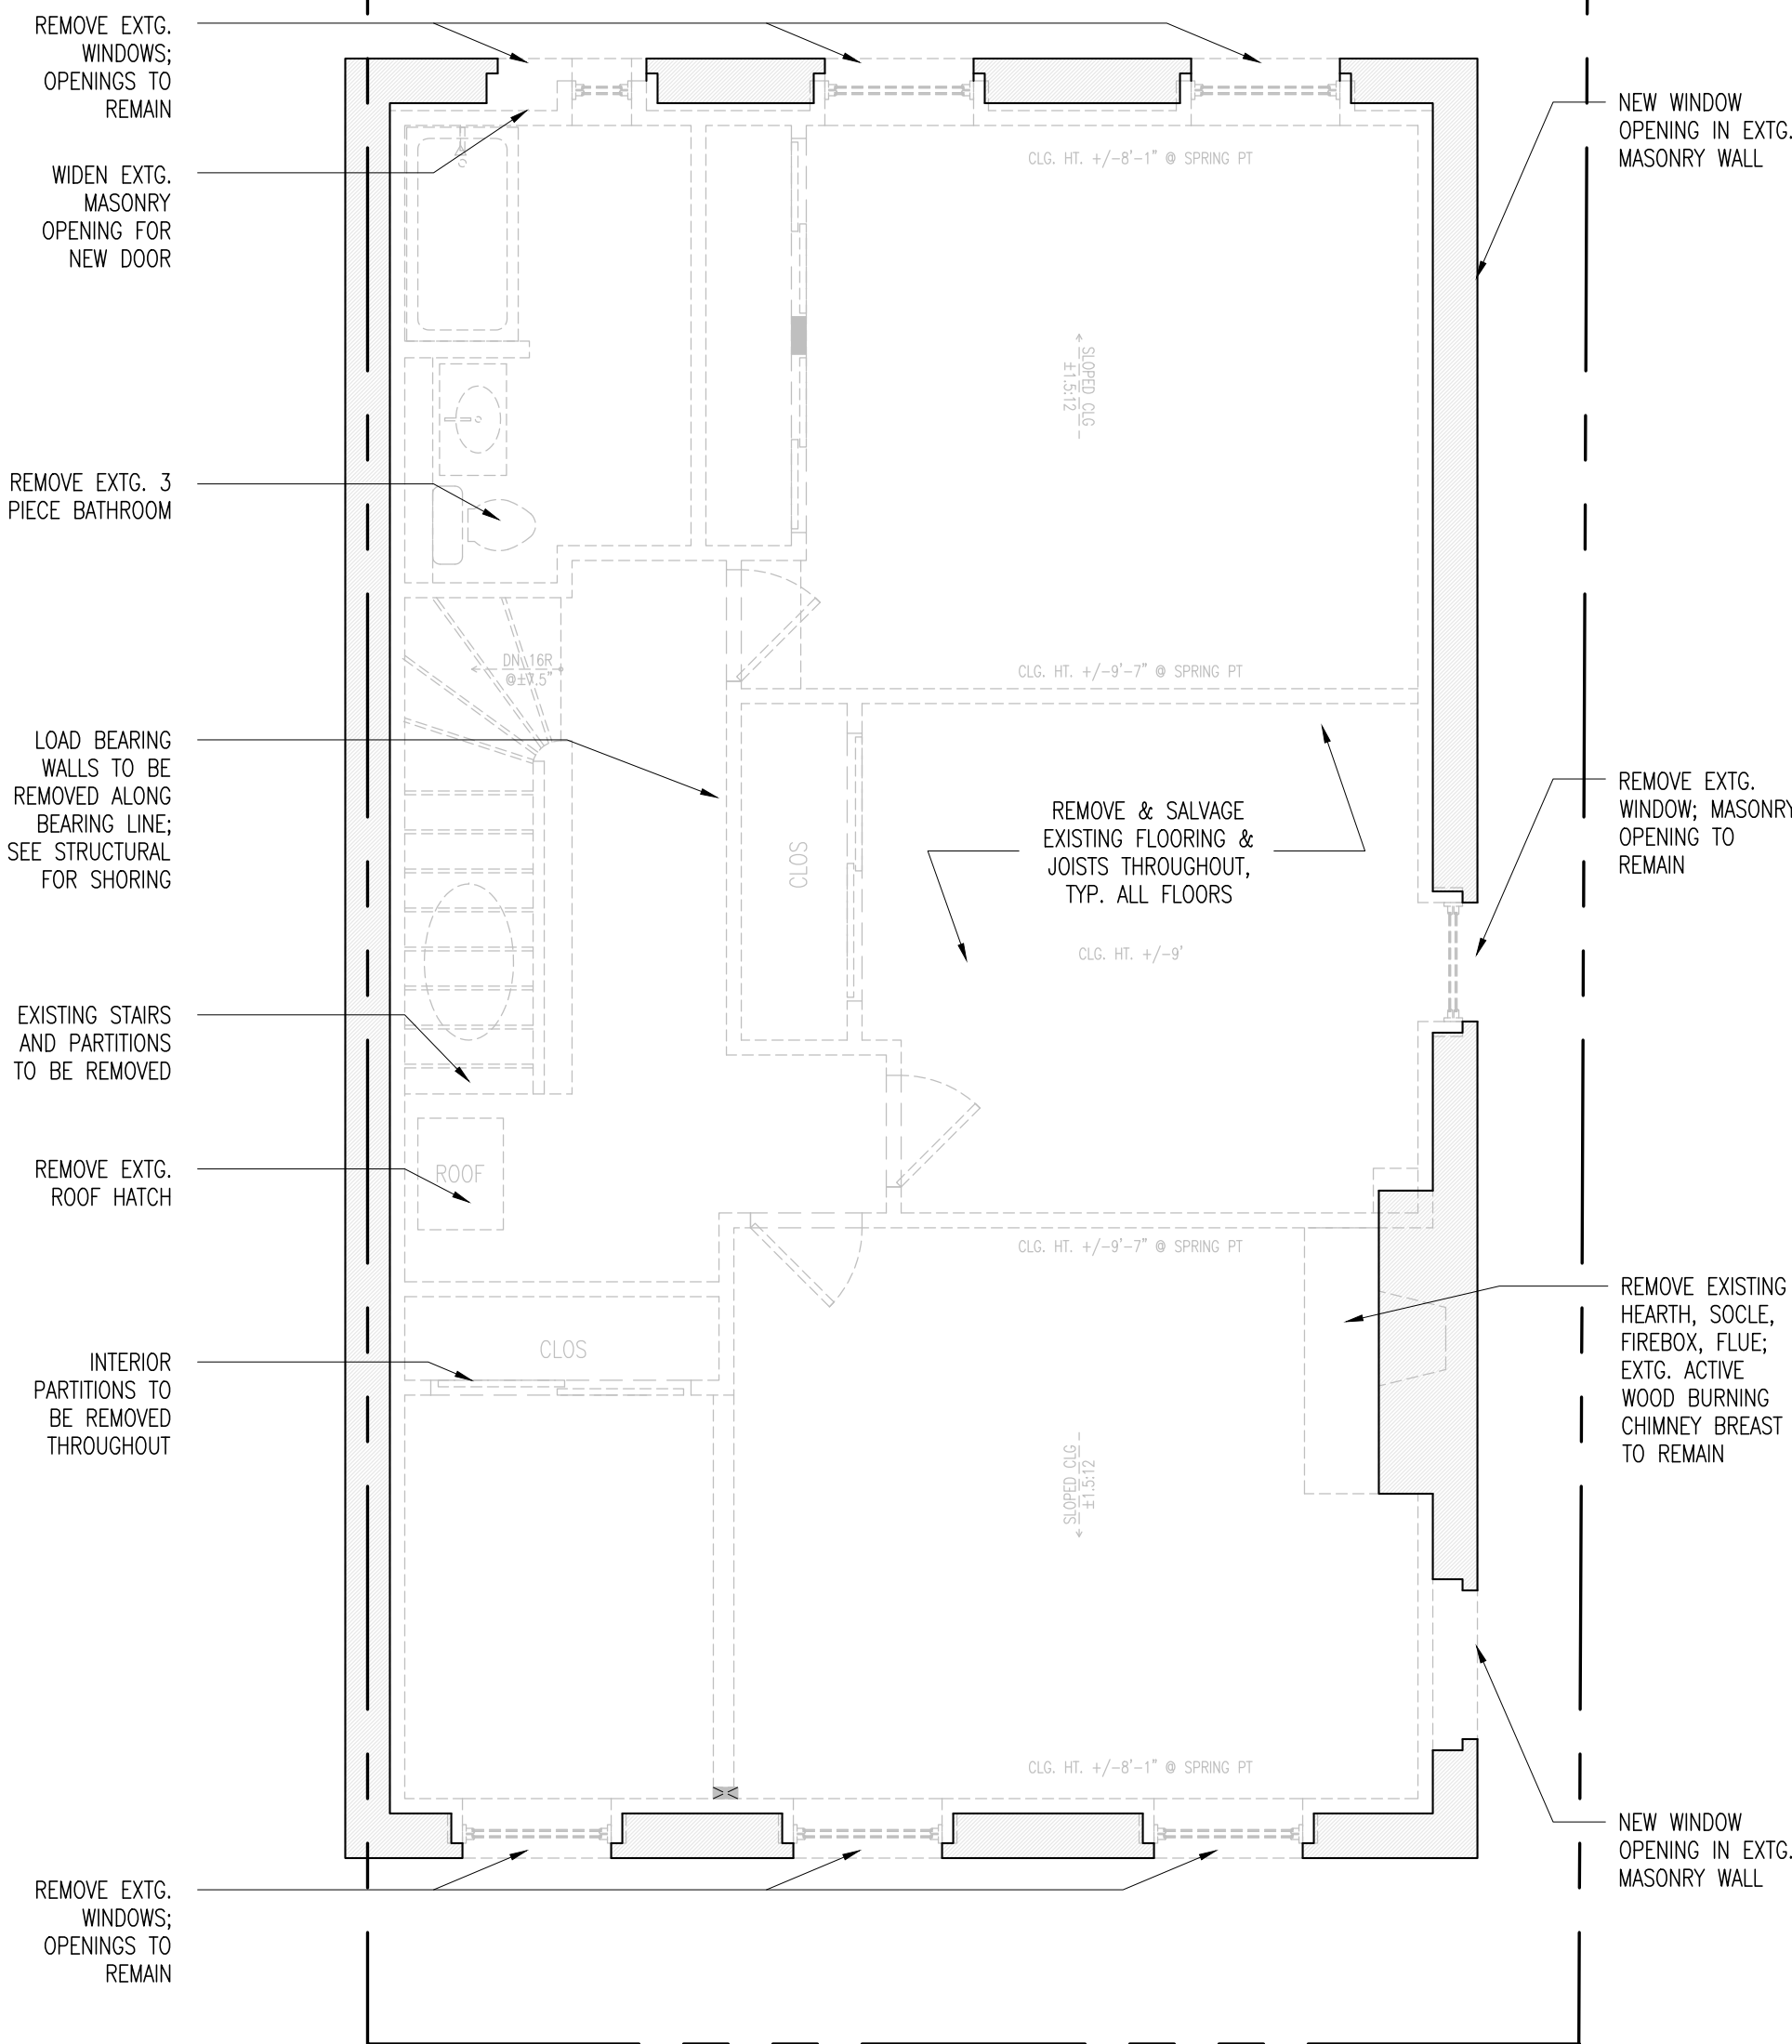 REMOVE EXTG.
WINDOWS;
OPENINGS TO
REMAIN
WIDEN EXTG.
MASONRY
OPENING FOR
NEW DOOR
REMOVE EXTG. 3
PIECE BATHROOM
LOAD BEARING
WALLS TO BE
REMOVED ALONG
BEARING LINE;
SEE STRUCTURAL
FOR SHORING
EXISTING STAIRS
AND PARTITIONS
TO BE REMOVED
REMOVE EXTG.
ROOF HATCH
INTERIOR
PARTITIONS TO
BE REMOVED
THROUGHOUT
REMOVE EXTG.
WINDOWS;
OPENINGS TO
REMAIN
CLG. HT. +/-8'-1" @ SPRING PT
SLOPED CLG
±1.5:12
DN 16R
@±7.5"
CLG. HT. +/-9'-7" @ SPRING PT
CLOS
REMOVE & SALVAGE
EXISTING FLOORING &
JOISTS THROUGHOUT,
TYP. ALL FLOORS
CLG. HT. +/-9'
ROOF
CLG. HT. +/-9'-7" @ SPRING PT
CLOS
SLOPED CLG
±1.5:12
CLG. HT. +/-8'-1" @ SPRING PT
NEW WINDOW
OPENING IN EXTG.
MASONRY WALL
REMOVE EXTG.
WINDOW; MASONRY
OPENING TO
REMAIN
REMOVE EXISTING
HEARTH, SOCLE,
FIREBOX, FLUE;
EXTG. ACTIVE
WOOD BURNING
CHIMNEY BREAST
TO REMAIN
NEW WINDOW
OPENING IN EXTG.
MASONRY WALL